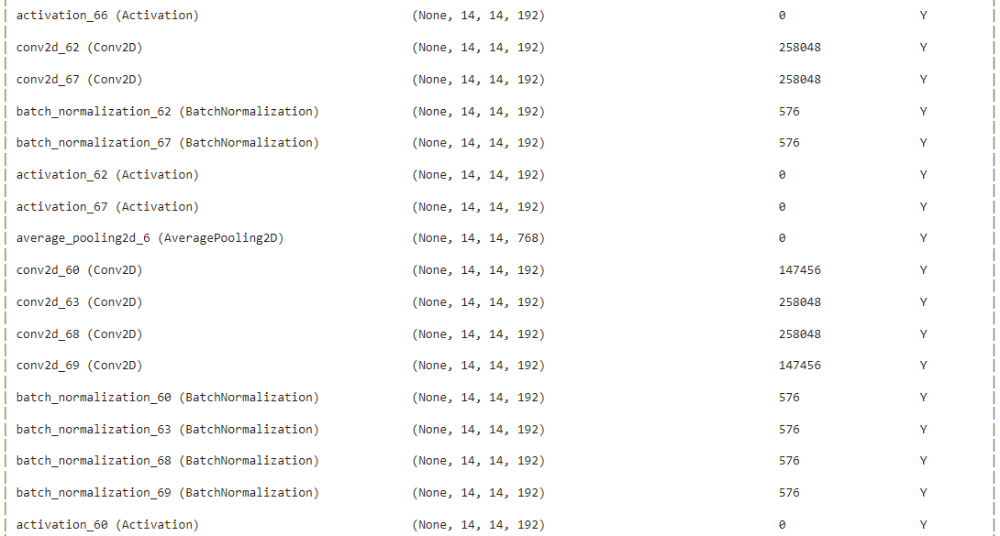 activation_66 (Activation) (None, 14, 14, 192) 0 Y
conv2d_62 (Conv2D) (None, 14, 14, 192) 258048 Y
conv2d_67 (Conv2D) (None, 14, 14, 192) 258048 Y
batch_normalization_62 (BatchNormalization) (None, 14, 14, 192) 576 Y
batch_normalization_67 (BatchNormalization) (None, 14, 14, 192) 576 Y
activation_62 (Activation) (None, 14, 14, 192) 0 Y
activation_67 (Activation) (None, 14, 14, 192) 0 Y
average_pooling2d_6 (AveragePooling2D) (None, 14, 14, 768) 0 Y
conv2d_60 (Conv2D) (None, 14, 14, 192) 147456 Y
conv2d_63 (Conv2D) (None, 14, 14, 192) 258048 Y
conv2d_68 (Conv2D) (None, 14, 14, 192) 258048 Y
conv2d_69 (Conv2D) (None, 14, 14, 192) 147456 Y
batch_normalization_60 (BatchNormalization) (None, 14, 14, 192) 576 Y
batch_normalization_63 (BatchNormalization) (None, 14, 14, 192) 576 Y
batch_normalization_68 (BatchNormalization) (None, 14, 14, 192) 576 Y
batch_normalization_69 (BatchNormalization) (None, 14, 14, 192) 576 Y
activation_60 (Activation) (None, 14, 14, 192) 0 Y